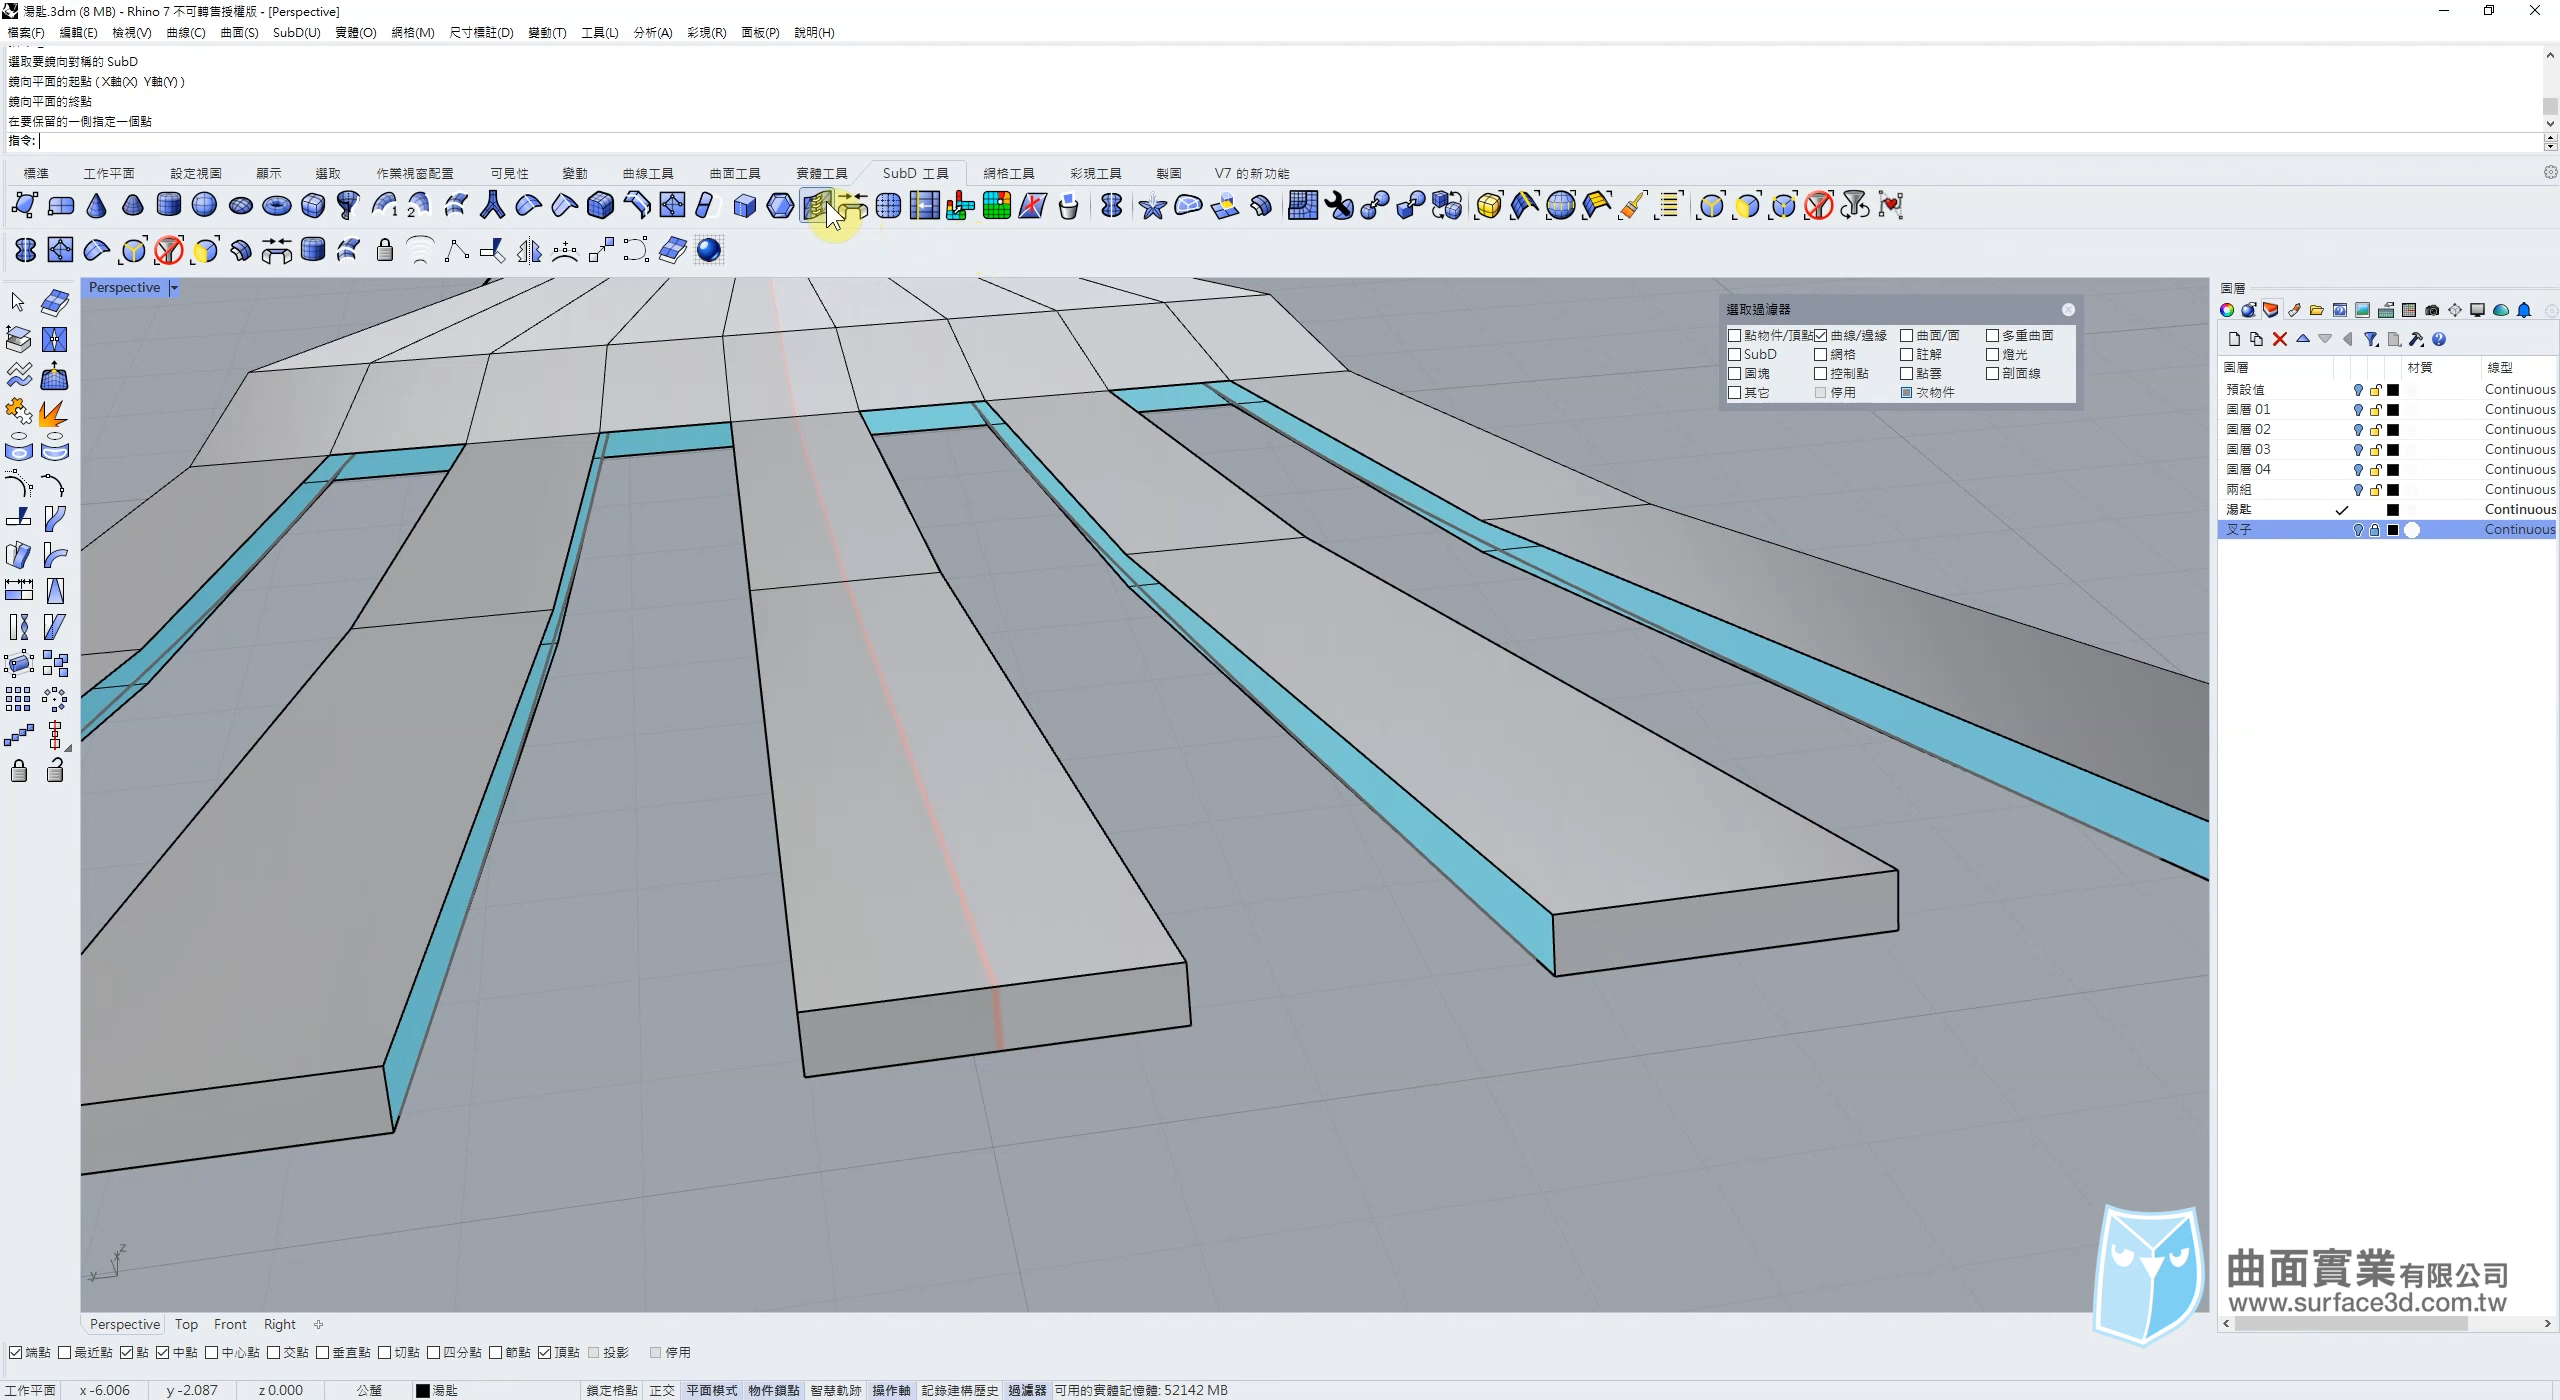 湯匙.3dm (8 MB) - Rhino 7 不可轉售授權版 - [Perspective]
檔案(F) 編輯(E) 檢視(V) 曲線(C) 曲面(S) SubD(U) 實體(O) 網格(M) 尺寸標註(D) 變動(T) 工具(L) 分析(A) 彩現(R) 面板(P) 說明(H)
選取要鏡向對稱的 SubD
鏡向平面的起點 ( X軸(X) Y軸(Y) )
鏡向平面的終點
在要保留的一側指定一個點
指令:
標準 工作平面 設定視圖 顯示 選取 作業視窗配置 可見性 變動 曲線工具 曲面工具 實體工具 SubD 工具 網格工具 彩現工具 製圖 V7 的新功能
Perspective
選取過濾器
點物件/頂點 曲線/邊緣 曲面/面 多重曲面
SubD 網格 註解 燈光
圖塊 控制點 點雲 剖面線
其它 停用 次物件
圖層
圖層 材質 線型
預設值 Continuous
圖層 01 Continuous
圖層 02 Continuous
圖層 03 Continuous
圖層 04 Continuous
兩組 Continuous
湯匙 Continuous
叉子 Continuous
z
x
y
曲面實業有限公司
www.surface3d.com.tw
Perspective Top Front Right
端點 最近點 點 中點 中心點 交點 垂直點 切點 四分點 節點 頂點 投影 停用
工作平面 x -6.006 y -2.087 z 0.000 公釐 湯匙 鎖定格點 正交 平面模式 物件鎖點 智慧軌跡 操作軸 記錄建構歷史 過濾器 可用的實體記憶體: 52142 MB